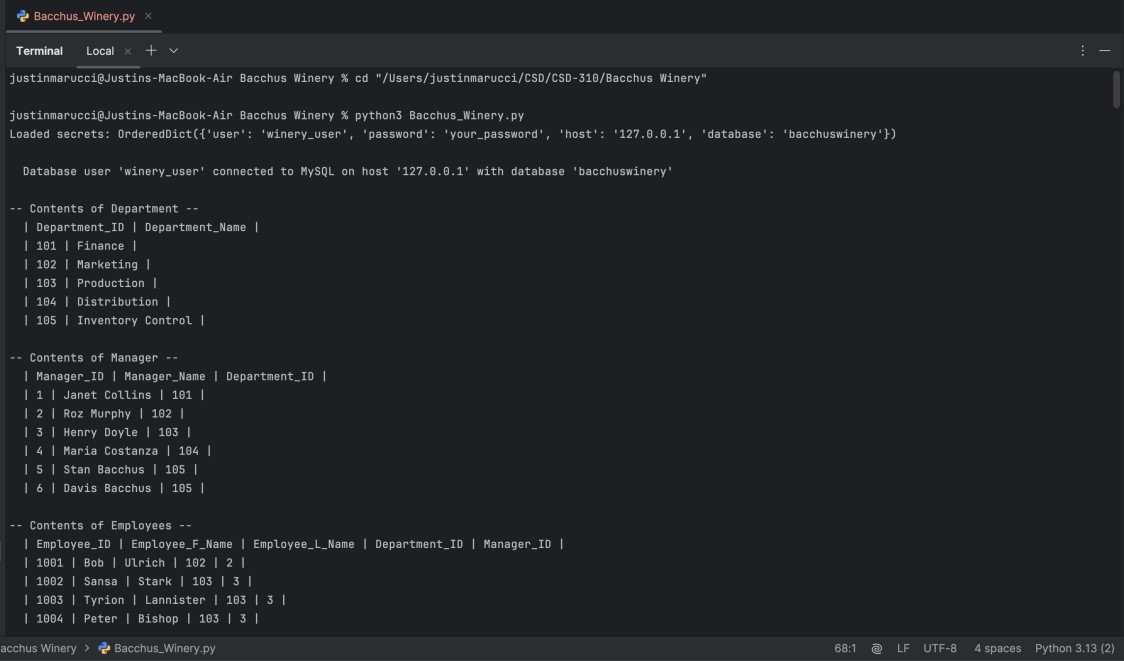 Bacchus_Winery.py ×
Terminal Local × +
justinmarucci@Justins-MacBook-Air Bacchus Winery % cd "/Users/justinmarucci/CSD/CSD-310/Bacchus Winery"
justinmarucci@Justins-MacBook-Air Bacchus Winery % python3 Bacchus_Winery.py
Loaded secrets: OrderedDict({'user': 'winery_user', 'password': 'your_password', 'host': '127.0.0.1', 'database': 'bacchuswinery'})
Database user 'winery_user' connected to MySQL on host '127.0.0.1' with database 'bacchuswinery'
-- Contents of Department --
| Department_ID | Department_Name |
| 101 | Finance |
| 102 | Marketing |
| 103 | Production |
| 104 | Distribution |
| 105 | Inventory Control |
-- Contents of Manager --
| Manager_ID | Manager_Name | Department_ID |
| 1 | Janet Collins | 101 |
| 2 | Roz Murphy | 102 |
| 3 | Henry Doyle | 103 |
| 4 | Maria Costanza | 104 |
| 5 | Stan Bacchus | 105 |
| 6 | Davis Bacchus | 105 |
-- Contents of Employees --
| Employee_ID | Employee_F_Name | Employee_L_Name | Department_ID | Manager_ID |
| 1001 | Bob | Ulrich | 102 | 2 |
| 1002 | Sansa | Stark | 103 | 3 |
| 1003 | Tyrion | Lannister | 103 | 3 |
| 1004 | Peter | Bishop | 103 | 3 |
acchus Winery > Bacchus_Winery.py 68:1 LF UTF-8 4 spaces Python 3.13 (2)